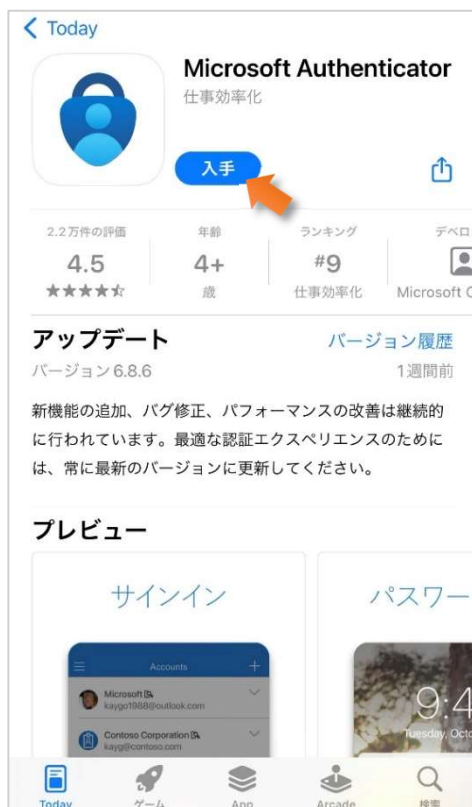 Today
Microsoft Authenticator
仕事効率化
入手
2.2万件の評価
4.5
年齢
4+
歳
ランキング
#9
仕事効率化
デベロ
Microsoft C
アップデート
バージョン履歴
バージョン 6.8.6
1週間前
新機能の追加、バグ修正、パフォーマンスの改善は継続的
に行われています。最適な認証エクスペリエンスのために
は、常に最新のバージョンに更新してください。
プレビュー
サインイン
パスワー
Accounts
Microsoft
kaygo1988@outlook.com
Contoso Corporation
kayg@contoso.com
9:4
Tuesday, Octo
Today
ゲーム
App
Arcade
検索